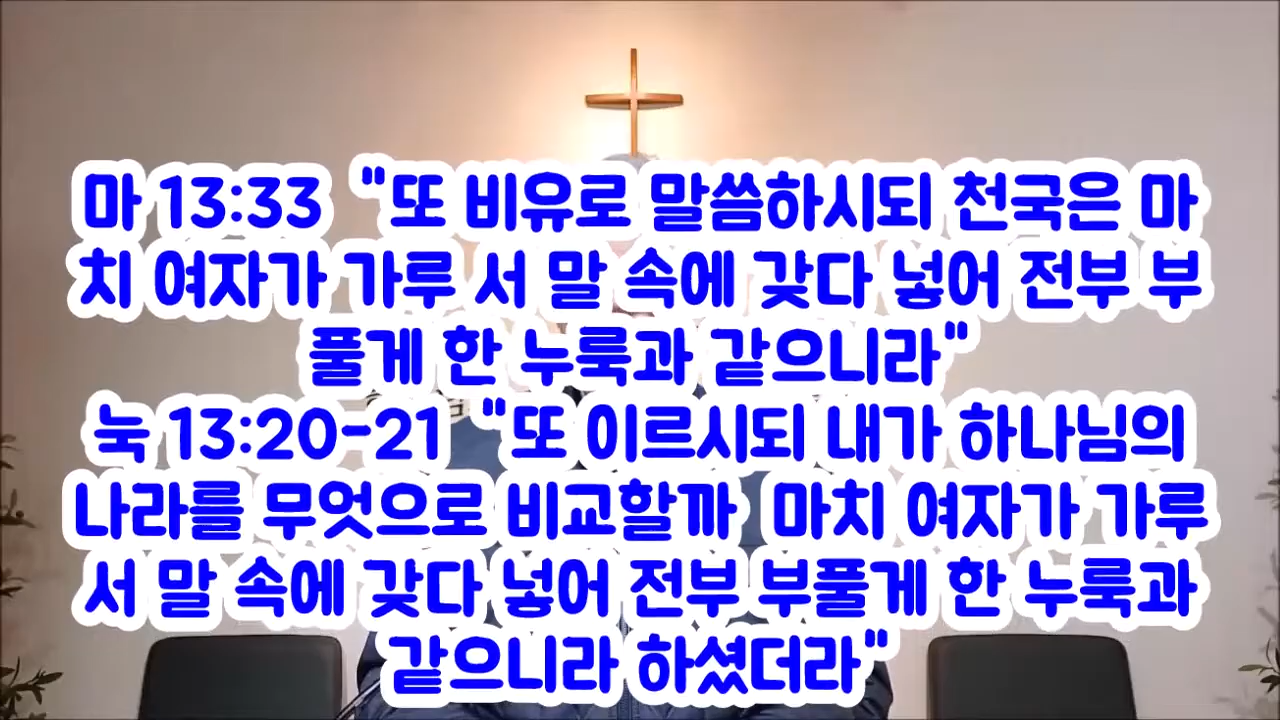 마 13:33 "또 비유로 말씀하시되 천국은 마
치 여자가 가루 서 말 속에 갖다 넣어 전부 부
풀게 한 누룩과 같으니라"
눅 13:20-21 "또 이르시되 내가 하나님의
나라를 무엇으로 비교할까 마치 여자가 가루
서 말 속에 갖다 넣어 전부 부풀게 한 누룩과
같으니라 하셨더라"